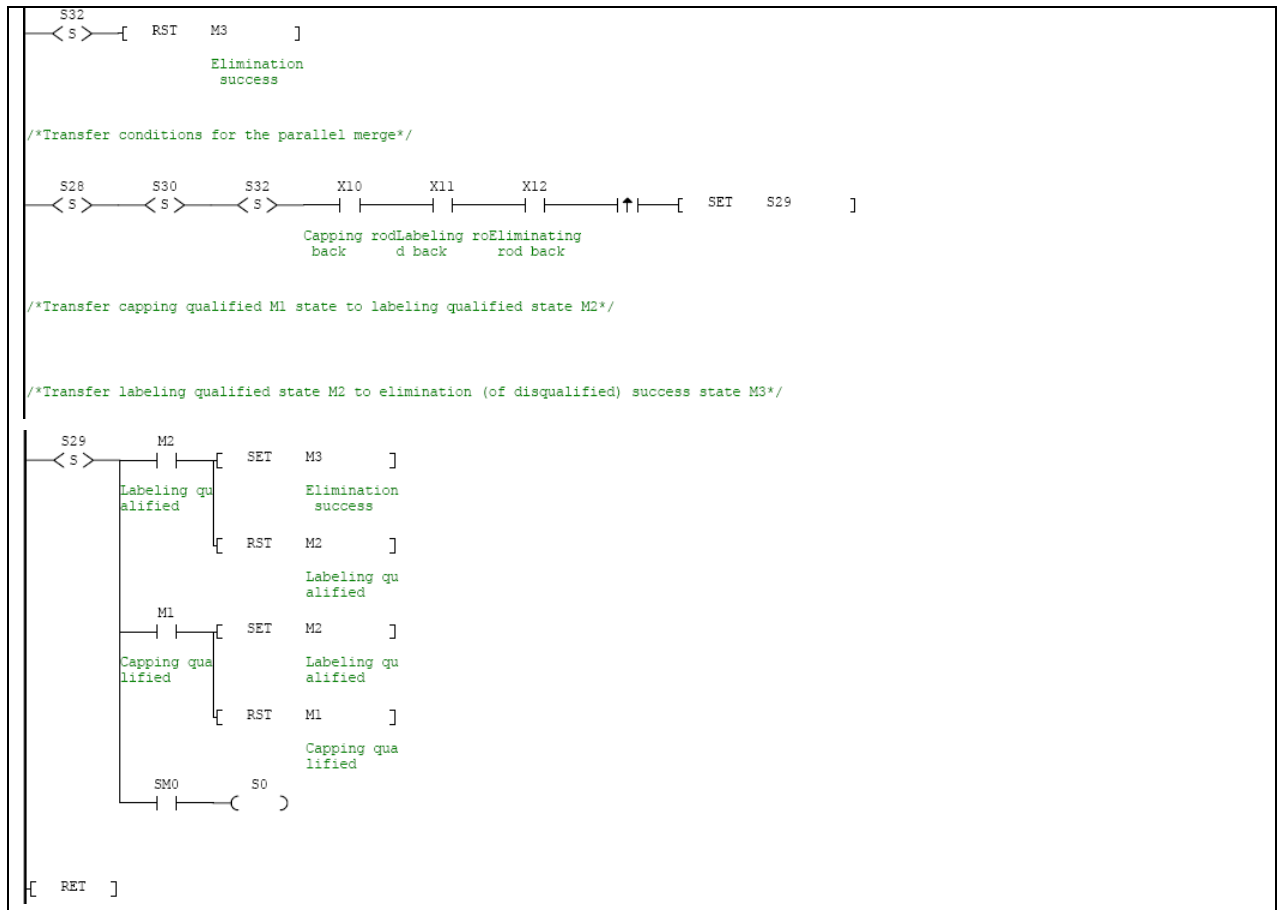 S32
S RST M3
Elimination
success
/*Transfer conditions for the parallel merge*/
S28 S30 S32 X10 X11 X12
S S S SET S29
Capping rodLabeling roEliminating
back d back rod back
/*Transfer capping qualified M1 state to labeling qualified state M2*/
/*Transfer labeling qualified state M2 to elimination (of disqualified) success state M3*/
S29 M2
S SET M3
Labeling qu Elimination
alified success
RST M2
Labeling qu
alified
M1
SET M2
Capping qua Labeling qu
lified alified
RST M1
Capping qua
lified
SM0 S0
RET